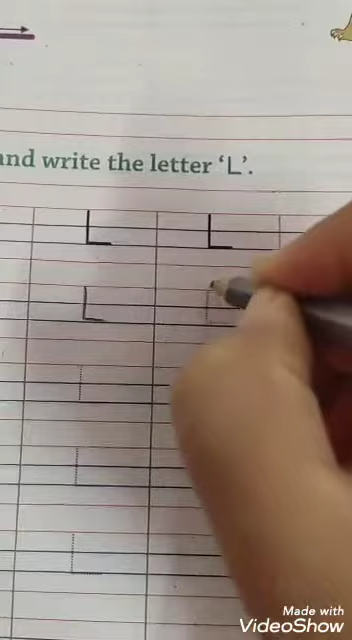 and write the letter ‘L’.
L L
L L
L
L
L
Made with
VideoShow